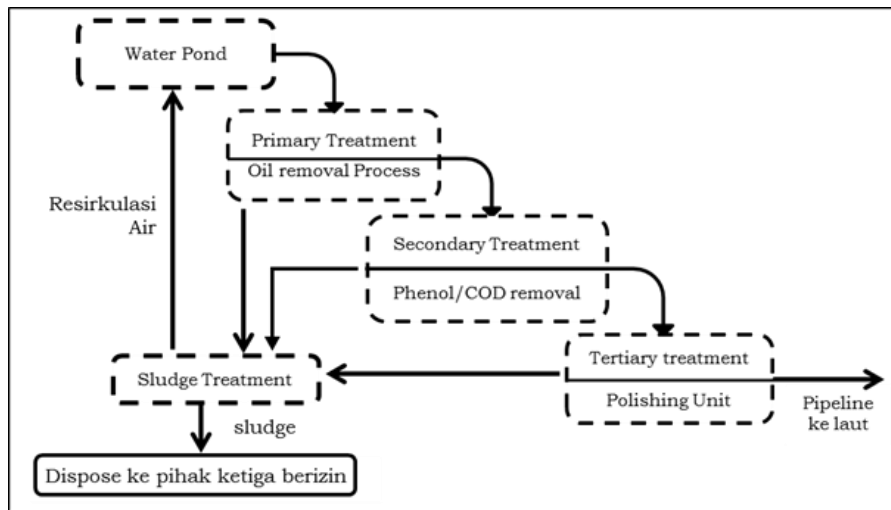 Water Pond
Primary Treatment
Oil removal Process
Resirkulasi
Air
Secondary Treatment
Phenol/COD removal
Tertiary treatment
Polishing Unit
Pipeline
ke laut
Sludge Treatment
sludge
Dispose ke pihak ketiga berizin